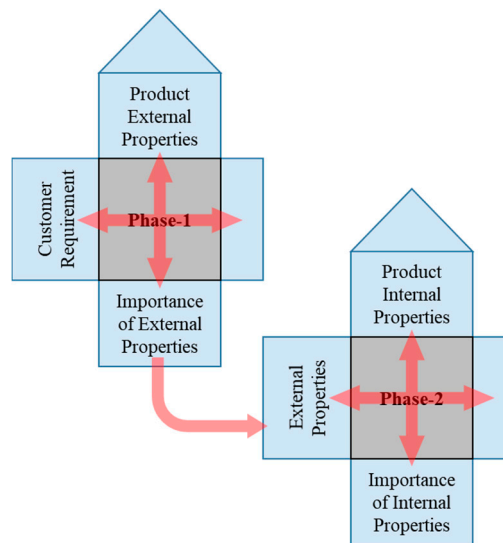 Product
External
Properties
Customer
Requirement
Phase-1
Importance
of External
Properties
Product
Internal
Properties
External
Properties
Phase-2
Importance
of Internal
Properties